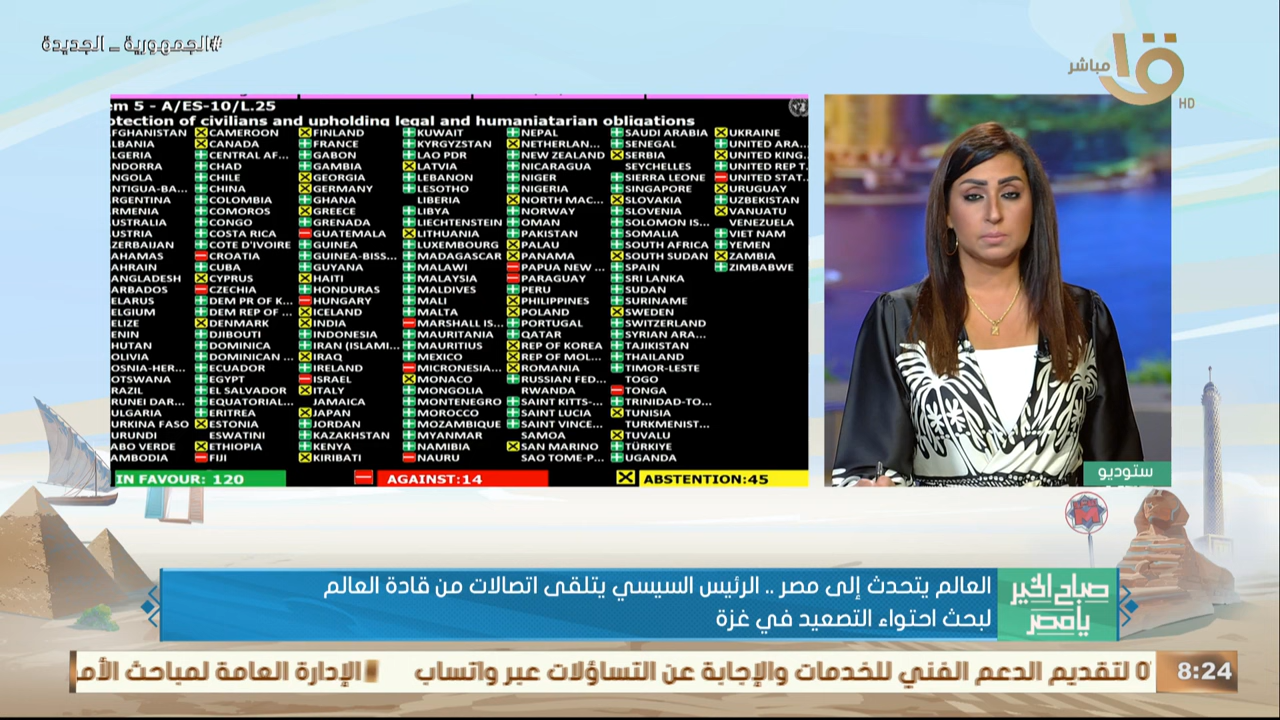 #الجمهورية_الجديدة
مباشر
HD
em 5 - A/ES-10/L.25
otection of civilians and upholding legal and humaniatarian obligations
FGHANISTAN CAMEROON FINLAND KUWAIT NEPAL SAUDI ARABIA UKRAINE
LBANIA CANADA FRANCE KYRGYZSTAN NETHERLAN... SENEGAL UNITED ARA...
LGERIA CENTRAL AF... GABON LAO PDR NEW ZEALAND SERBIA UNITED KING...
NDORRA CHAD GAMBIA LATVIA NICARAGUA SEYCHELLES UNITED REP T...
NGOLA CHILE GEORGIA LEBANON NIGER SIERRA LEONE UNITED STAT...
NTIGUA-BA... CHINA GERMANY LESOTHO NIGERIA SINGAPORE URUGUAY
RGENTINA COLOMBIA GHANA LIBERIA NORTH MAC... SLOVAKIA UZBEKISTAN
RMENIA COMOROS GREECE LIBYA NORWAY SLOVENIA VANUATU
USTRALIA CONGO GRENADA LIECHTENSTEIN OMAN SOLOMON IS... VENEZUELA
USTRIA COSTA RICA GUATEMALA LITHUANIA PAKISTAN SOMALIA VIET NAM
ZERBAIJAN COTE D'IVOIRE GUINEA LUXEMBOURG PALAU SOUTH AFRICA YEMEN
AHAMAS CROATIA GUINEA-BISS... MADAGASCAR PANAMA SOUTH SUDAN ZAMBIA
AHRAIN CUBA GUYANA MALAWI PAPUA NEW ... SPAIN ZIMBABWE
ANGLADESH CYPRUS HAITI MALAYSIA PARAGUAY SRI LANKA
ARBADOS CZECHIA HONDURAS MALDIVES PERU SUDAN
ELARUS DEM PR OF K... HUNGARY MALI PHILIPPINES SURINAME
ELGIUM DEM REP OF ... ICELAND MALTA POLAND SWEDEN
ELIZE DENMARK INDIA MARSHALL IS... PORTUGAL SWITZERLAND
ENIN DJIBOUTI INDONESIA MAURITANIA QATAR SYRIAN ARA...
HUTAN DOMINICA IRAN (ISLAMI... MAURITIUS REP OF KOREA TAJIKISTAN
OLIVIA DOMINICAN ... IRAQ MEXICO REP OF MOL... THAILAND
OSNIA-HER... ECUADOR IRELAND MICRONESIA... ROMANIA TIMOR-LESTE
OTSWANA EGYPT ISRAEL MONACO RUSSIAN FED... TOGO
RAZIL EL SALVADOR ITALY MONGOLIA RWANDA TONGA
RUNEI DAR... EQUATORIAL... JAMAICA MONTENEGRO SAINT KITTS-... TRINIDAD-TO...
ULGARIA ERITREA JAPAN MOROCCO SAINT LUCIA TUNISIA
URKINA FASO ESTONIA JORDAN MOZAMBIQUE SAINT VINCE... TURKMENIST...
URUNDI ESWATINI KAZAKHSTAN MYANMAR SAMOA TUVALU
ABO VERDE ETHIOPIA KENYA NAMIBIA SAN MARINO TÜRKIYE
AMBODIA FIJI KIRIBATI NAURU SAO TOME-P... UGANDA
IN FAVOUR: 120 AGAINST:14 ABSTENTION:45
ستوديو
صباح الخير
يا مصر
العالم يتحدث إلى مصر .. الرئيس السيسي يتلقى اتصالات من قادة العالم
لبحث احتواء التصعيد في غزة
لتقديم الدعم الفني للخدمات والإجابة عن التساؤلات عبر واتساب الإدارة العامة لمباحث الأم
8:24